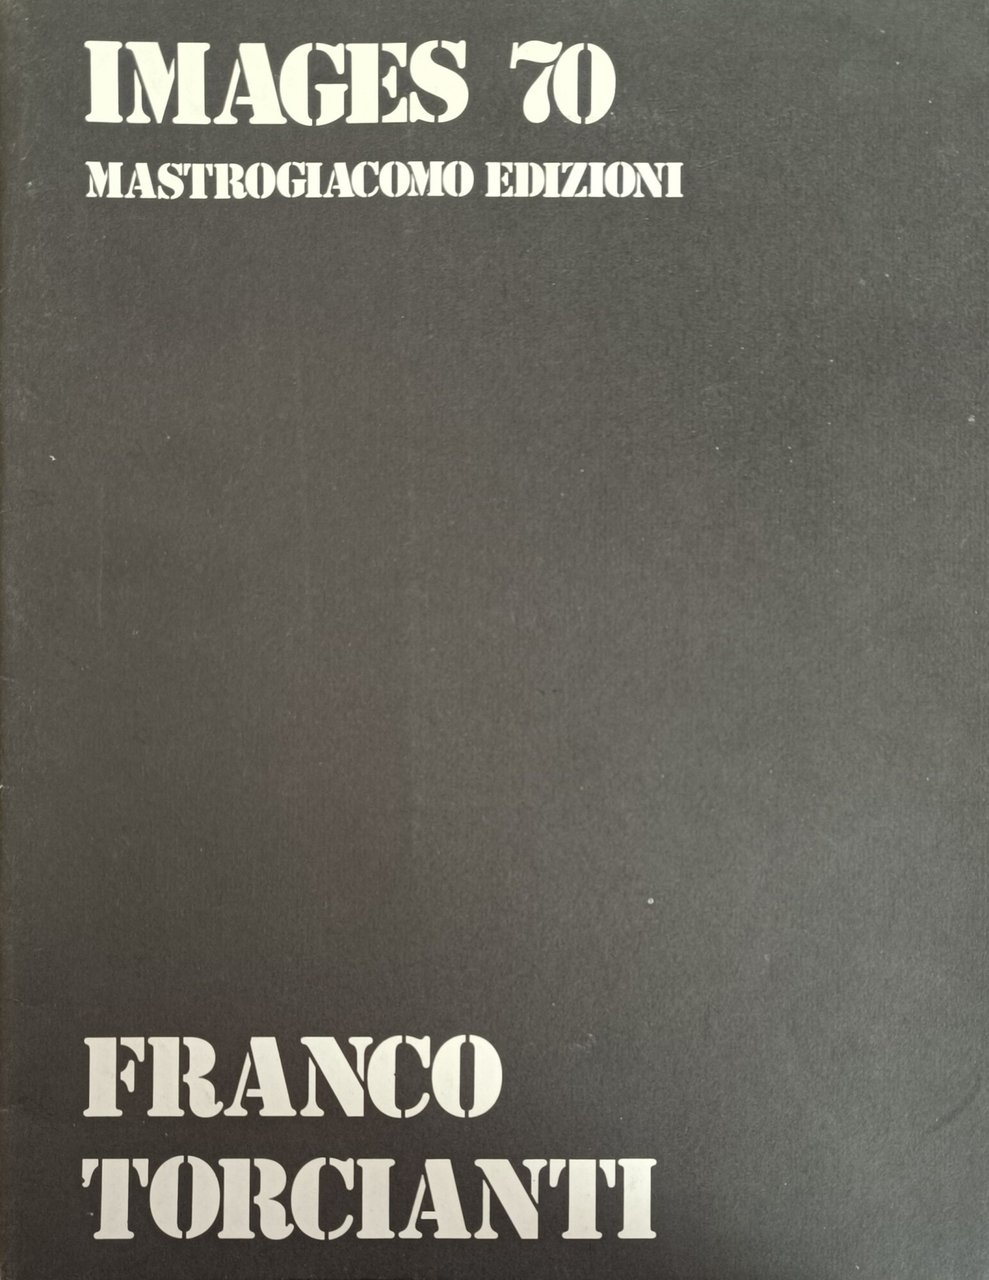 IMAGES 70
MASTROGIACOMO EDIZIONI
FRANCO
TORCIANTI